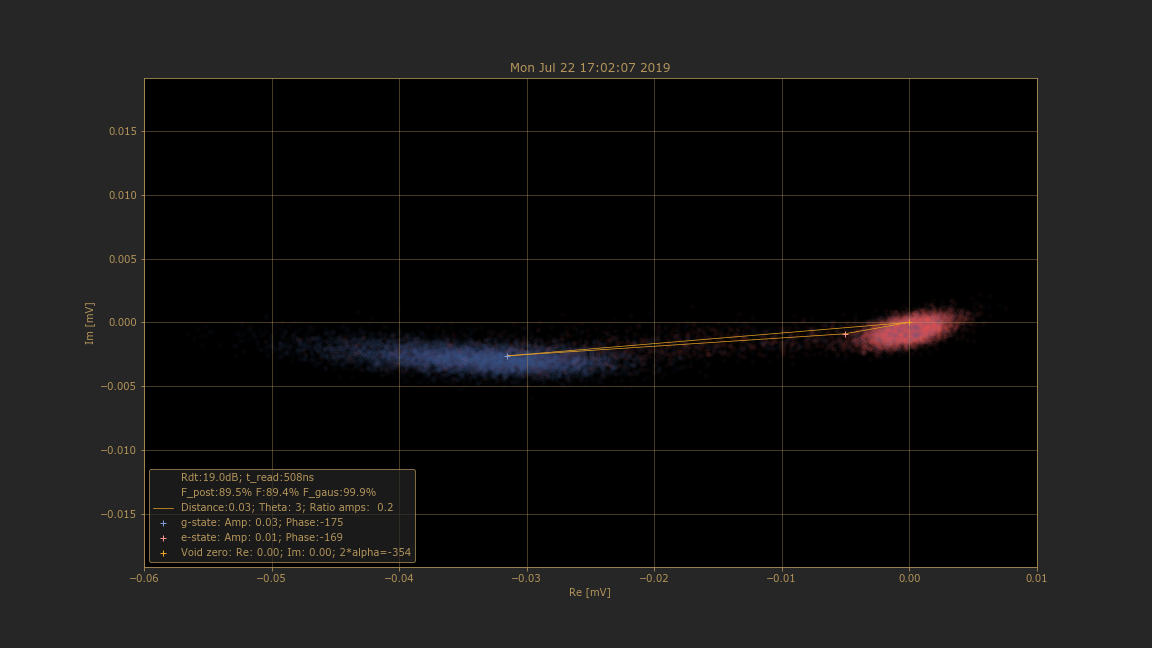 Mon Jul 22 17:02:07 2019
0.015
0.010
0.005
0.000
−0.005
−0.010
−0.015
Im [mV]
Rdt:19.0dB; t_read:508ns
F_post:89.5% F:89.4% F_gaus:99.9%
Distance:0.03; Theta: 3; Ratio amps:  0.2
g-state: Amp: 0.03; Phase:-175
e-state: Amp: 0.01; Phase:-169
Void zero: Re: 0.00; Im: 0.00; 2*alpha=-354
−0.06 −0.05 −0.04 −0.03 −0.02 −0.01 0.00 0.01
Re [mV]